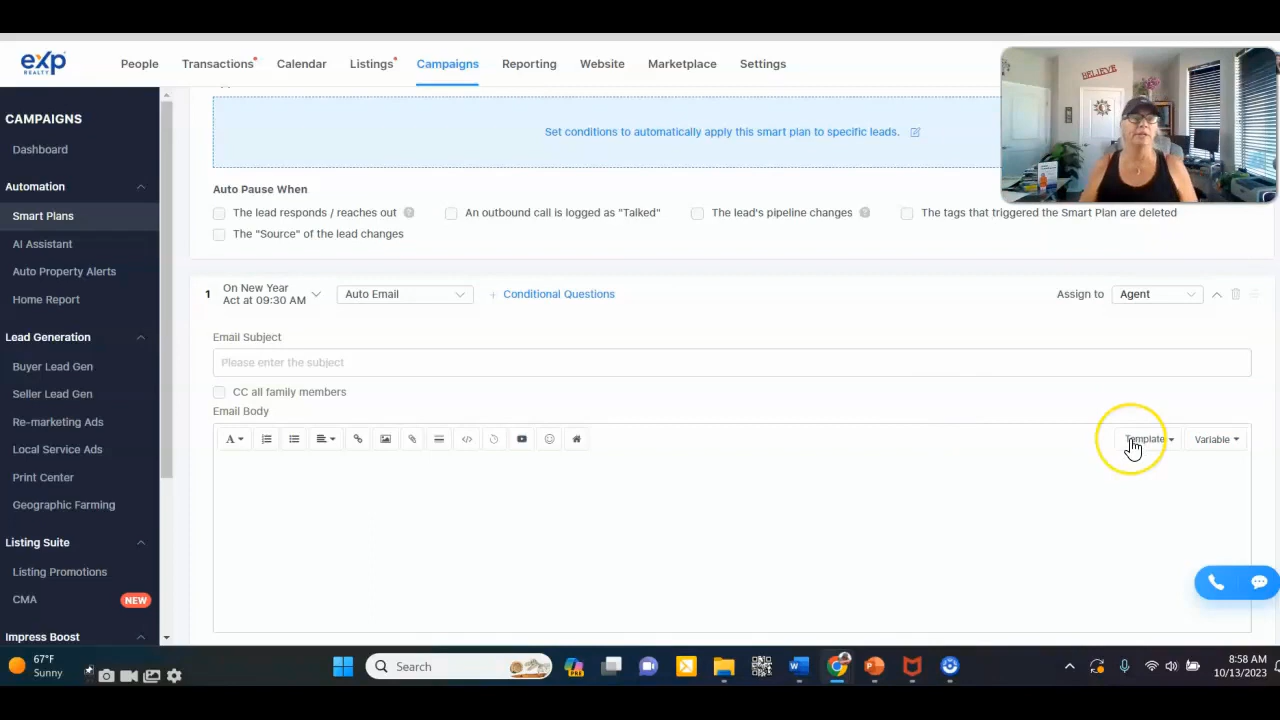 exp
REALTY
People
Transactions
Calendar
Listings
Campaigns
Reporting
Website
Marketplace
Settings
BELIEVE
CAMPAIGNS
Dashboard
Automation
Smart Plans
AI Assistant
Auto Property Alerts
Home Report
Lead Generation
Buyer Lead Gen
Seller Lead Gen
Re-marketing Ads
Local Service Ads
Print Center
Geographic Farming
Listing Suite
Listing Promotions
CMA NEW
Impress Boost
Set conditions to automatically apply this smart plan to specific leads.
Auto Pause When
The lead responds / reaches out ?
An outbound call is logged as "Talked"
The lead's pipeline changes ?
The tags that triggered the Smart Plan are deleted
The "Source" of the lead changes
1
On New Year
Act at 09:30 AM
Auto Email
+ Conditional Questions
Assign to
Agent
Email Subject
Please enter the subject
CC all family members
Email Body
A
</>
Template
Variable
67°F
Sunny
Search
PRE
8:58 AM
10/13/2023